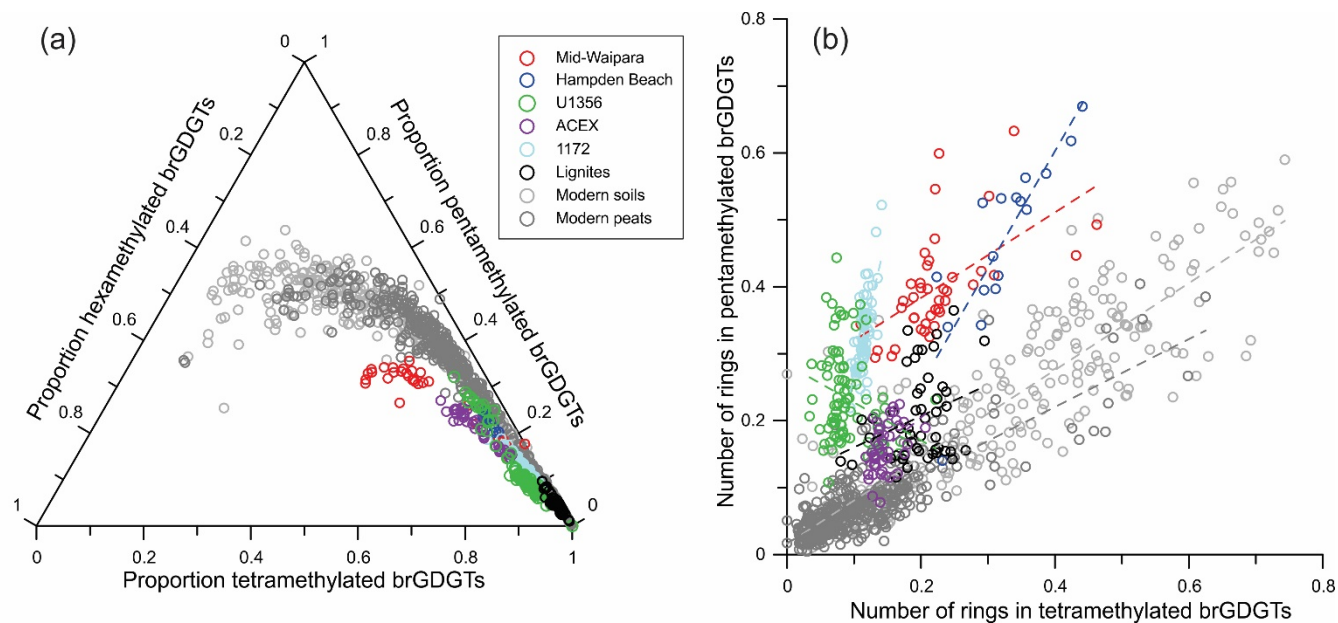 (a)
0
1
Mid-Waipara
Hampden Beach
U1356
ACEX
1172
Lignites
Modern soils
Modern peats
Proportion hexamethylated brGDGTs
0.2
0.4
0.6
0.8
1
Proportion pentamethylated brGDGTs
0.8
0.6
0.4
0.2
0
0
0.2
0.4
0.6
0.8
1
Proportion tetramethylated brGDGTs
(b)
Number of rings in pentamethylated brGDGTs
0.8
0.6
0.4
0.2
0
0
0.2
0.4
0.6
0.8
Number of rings in tetramethylated brGDGTs